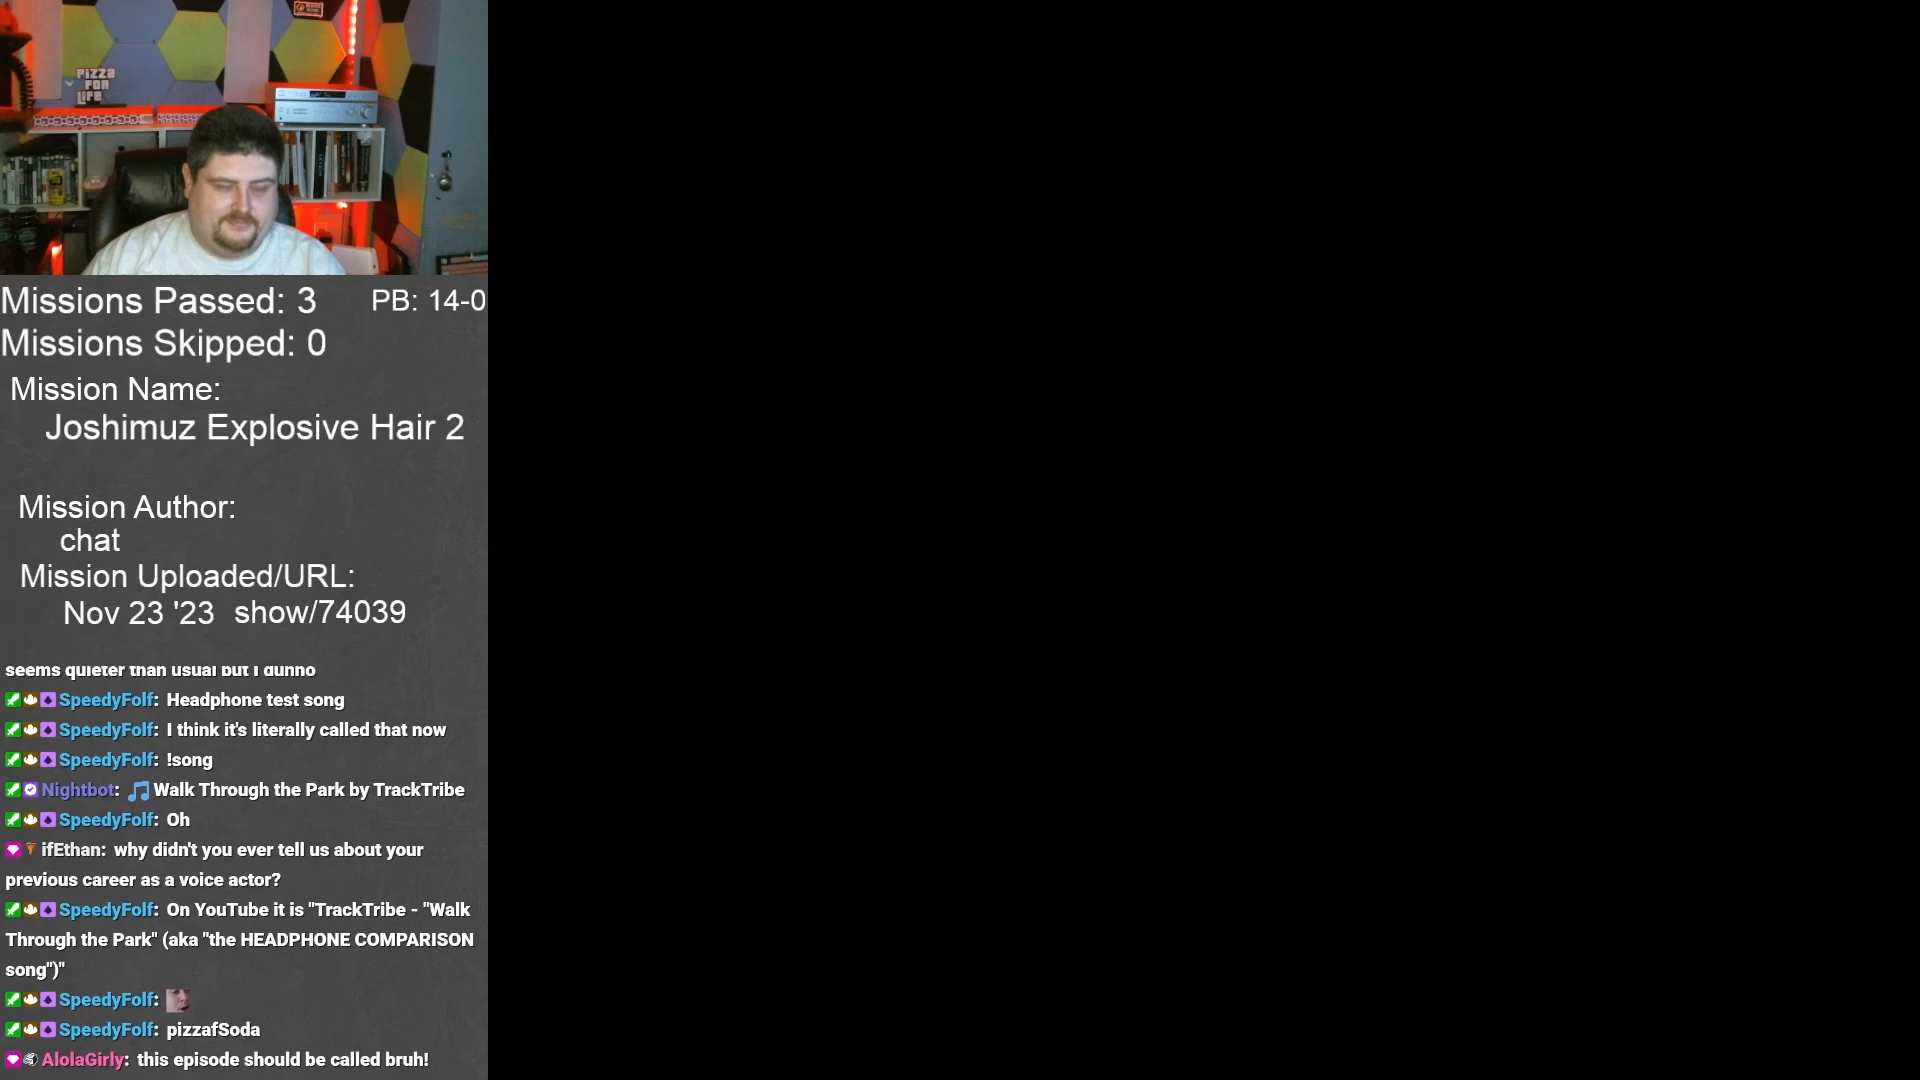 PIZZA
FOR
LIFE
Missions Passed: 3 PB: 14-0
Missions Skipped: 0
Mission Name:
Joshimuz Explosive Hair 2
Mission Author:
chat
Mission Uploaded/URL:
Nov 23 '23 show/74039
seems quieter than usual but I dunno
SpeedyFolf: Headphone test song
SpeedyFolf: I think it's literally called that now
SpeedyFolf: !song
Nightbot: 🎵 Walk Through the Park by TrackTribe
SpeedyFolf: Oh
ifEthan: why didn't you ever tell us about your
previous career as a voice actor?
SpeedyFolf: On YouTube it is "TrackTribe - "Walk
Through the Park" (aka "the HEADPHONE COMPARISON
song")"
SpeedyFolf:
SpeedyFolf: pizzafSoda
AlolaGirly: this episode should be called bruh!